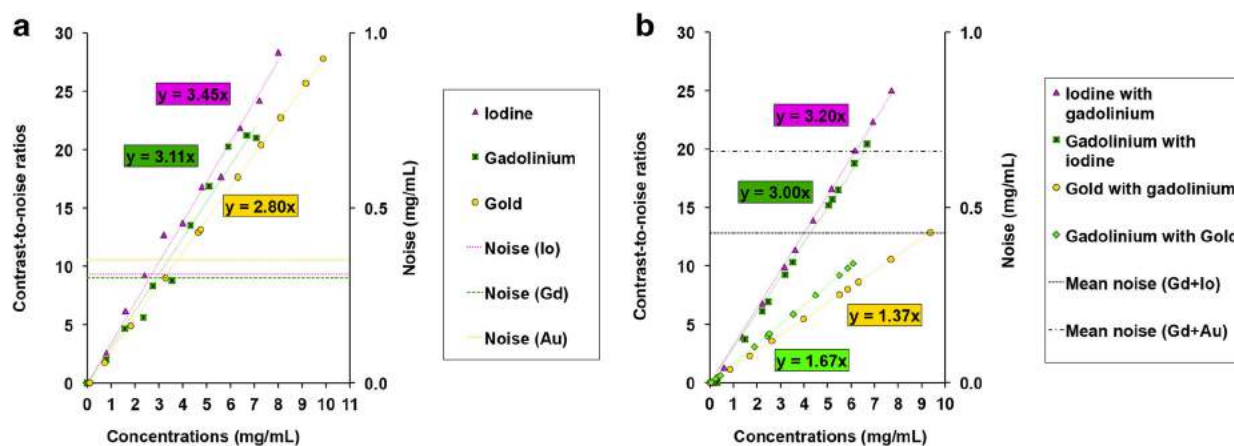 a
30
25
20
15
10
5
0
Contrast-to-noise ratios
y = 3.45x
y = 3.11x
y = 2.80x
1.0
0.5
0.0
Noise (mg/mL)
0 1 2 3 4 5 6 7 8 9 10 11
Concentrations (mg/mL)
Iodine
Gadolinium
Gold
Noise (Io)
Noise (Gd)
Noise (Au)
b
30
25
20
15
10
5
0
Contrast-to-noise ratios
y = 3.20x
y = 3.00x
y = 1.37x
y = 1.67x
1.0
0.5
0.0
Noise (mg/mL)
0 1 2 3 4 5 6 7 8 9 10
Concentrations (mg/mL)
Iodine with
gadolinium
Gadolinium with
iodine
Gold with gadolinium
Gadolinium with Gold
Mean noise (Gd+Io)
Mean noise (Gd+Au)